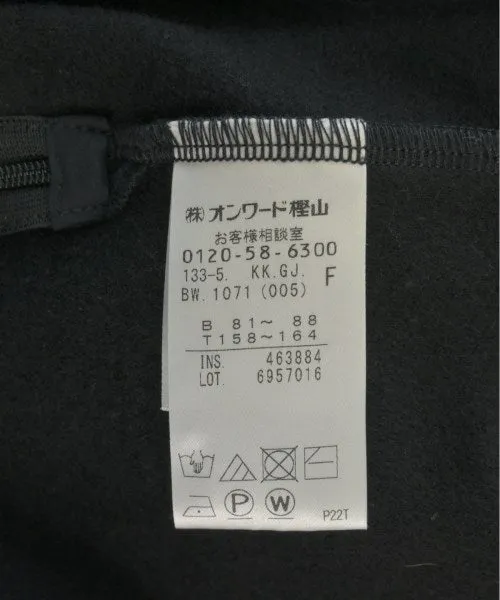 ㈱ オンワード樫山
お客様相談室
0120-58-6300
133-5. KK.GJ. F
BW.1071 (005)
B 81～ 88
T158～164
INS. 463884
LOT. 6957016
P W
P22T